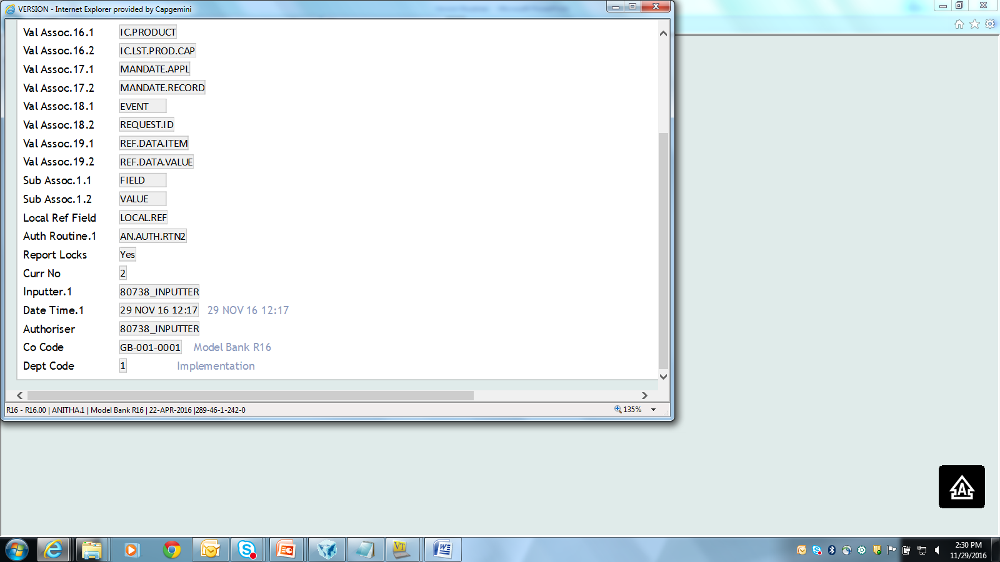 VERSION - Internet Explorer provided by Capgemini
Val Assoc.16.1 IC.PRODUCT
Val Assoc.16.2 IC.LST.PROD.CAP
Val Assoc.17.1 MANDATE.APPL
Val Assoc.17.2 MANDATE.RECORD
Val Assoc.18.1 EVENT
Val Assoc.18.2 REQUEST.ID
Val Assoc.19.1 REF.DATA.ITEM
Val Assoc.19.2 REF.DATA.VALUE
Sub Assoc.1.1 FIELD
Sub Assoc.1.2 VALUE
Local Ref Field LOCAL.REF
Auth Routine.1 AN.AUTH.RTN2
Report Locks Yes
Curr No 2
Inputter.1 80738_INPUTTER
Date Time.1 29 NOV 16 12:17 29 NOV 16 12:17
Authoriser 80738_INPUTTER
Co Code GB-001-0001 Model Bank R16
Dept Code 1 Implementation
R16 - R16.00 | ANITHA.1 | Model Bank R16 | 22-APR-2016 |289-46-1-242-0
135%
A
VT
2:30 PM
11/29/2016